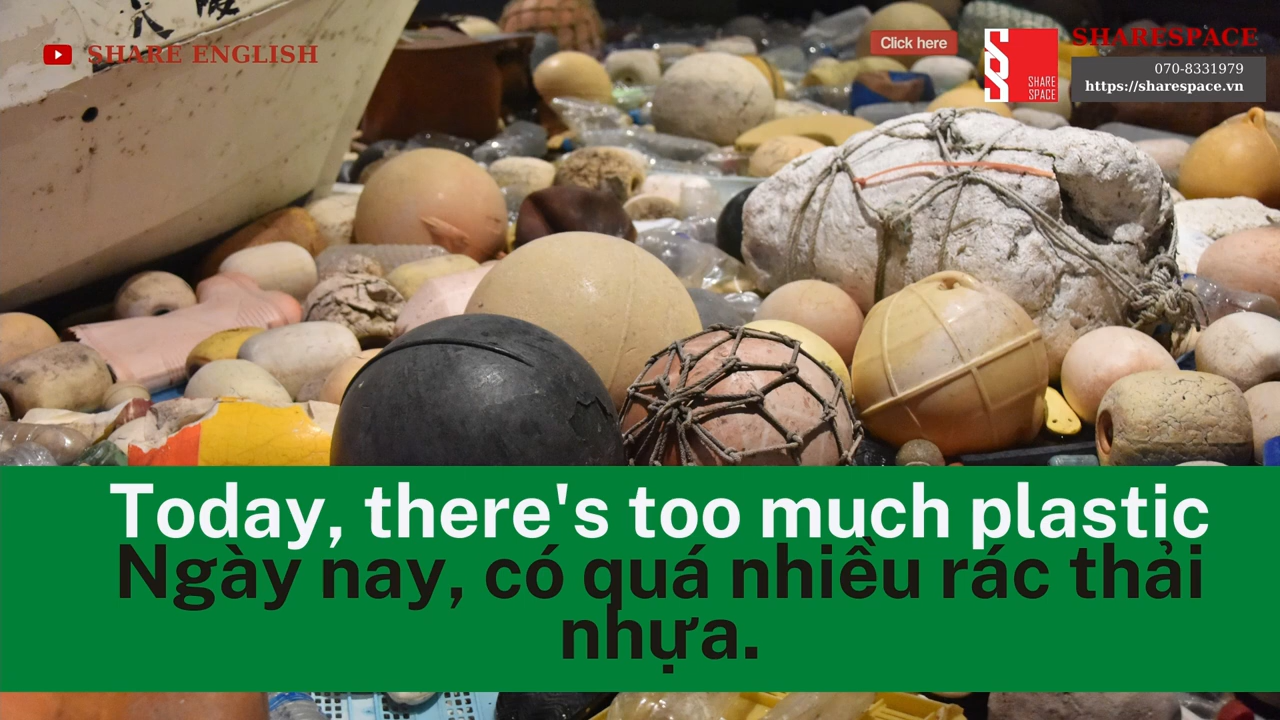 SHARE ENGLISH
Click here
SHARE
SPACE
SHARESPACE
070-8331979
https://sharespace.vn
Today, there's too much plastic
Ngày nay, có quá nhiều rác thải
nhựa.